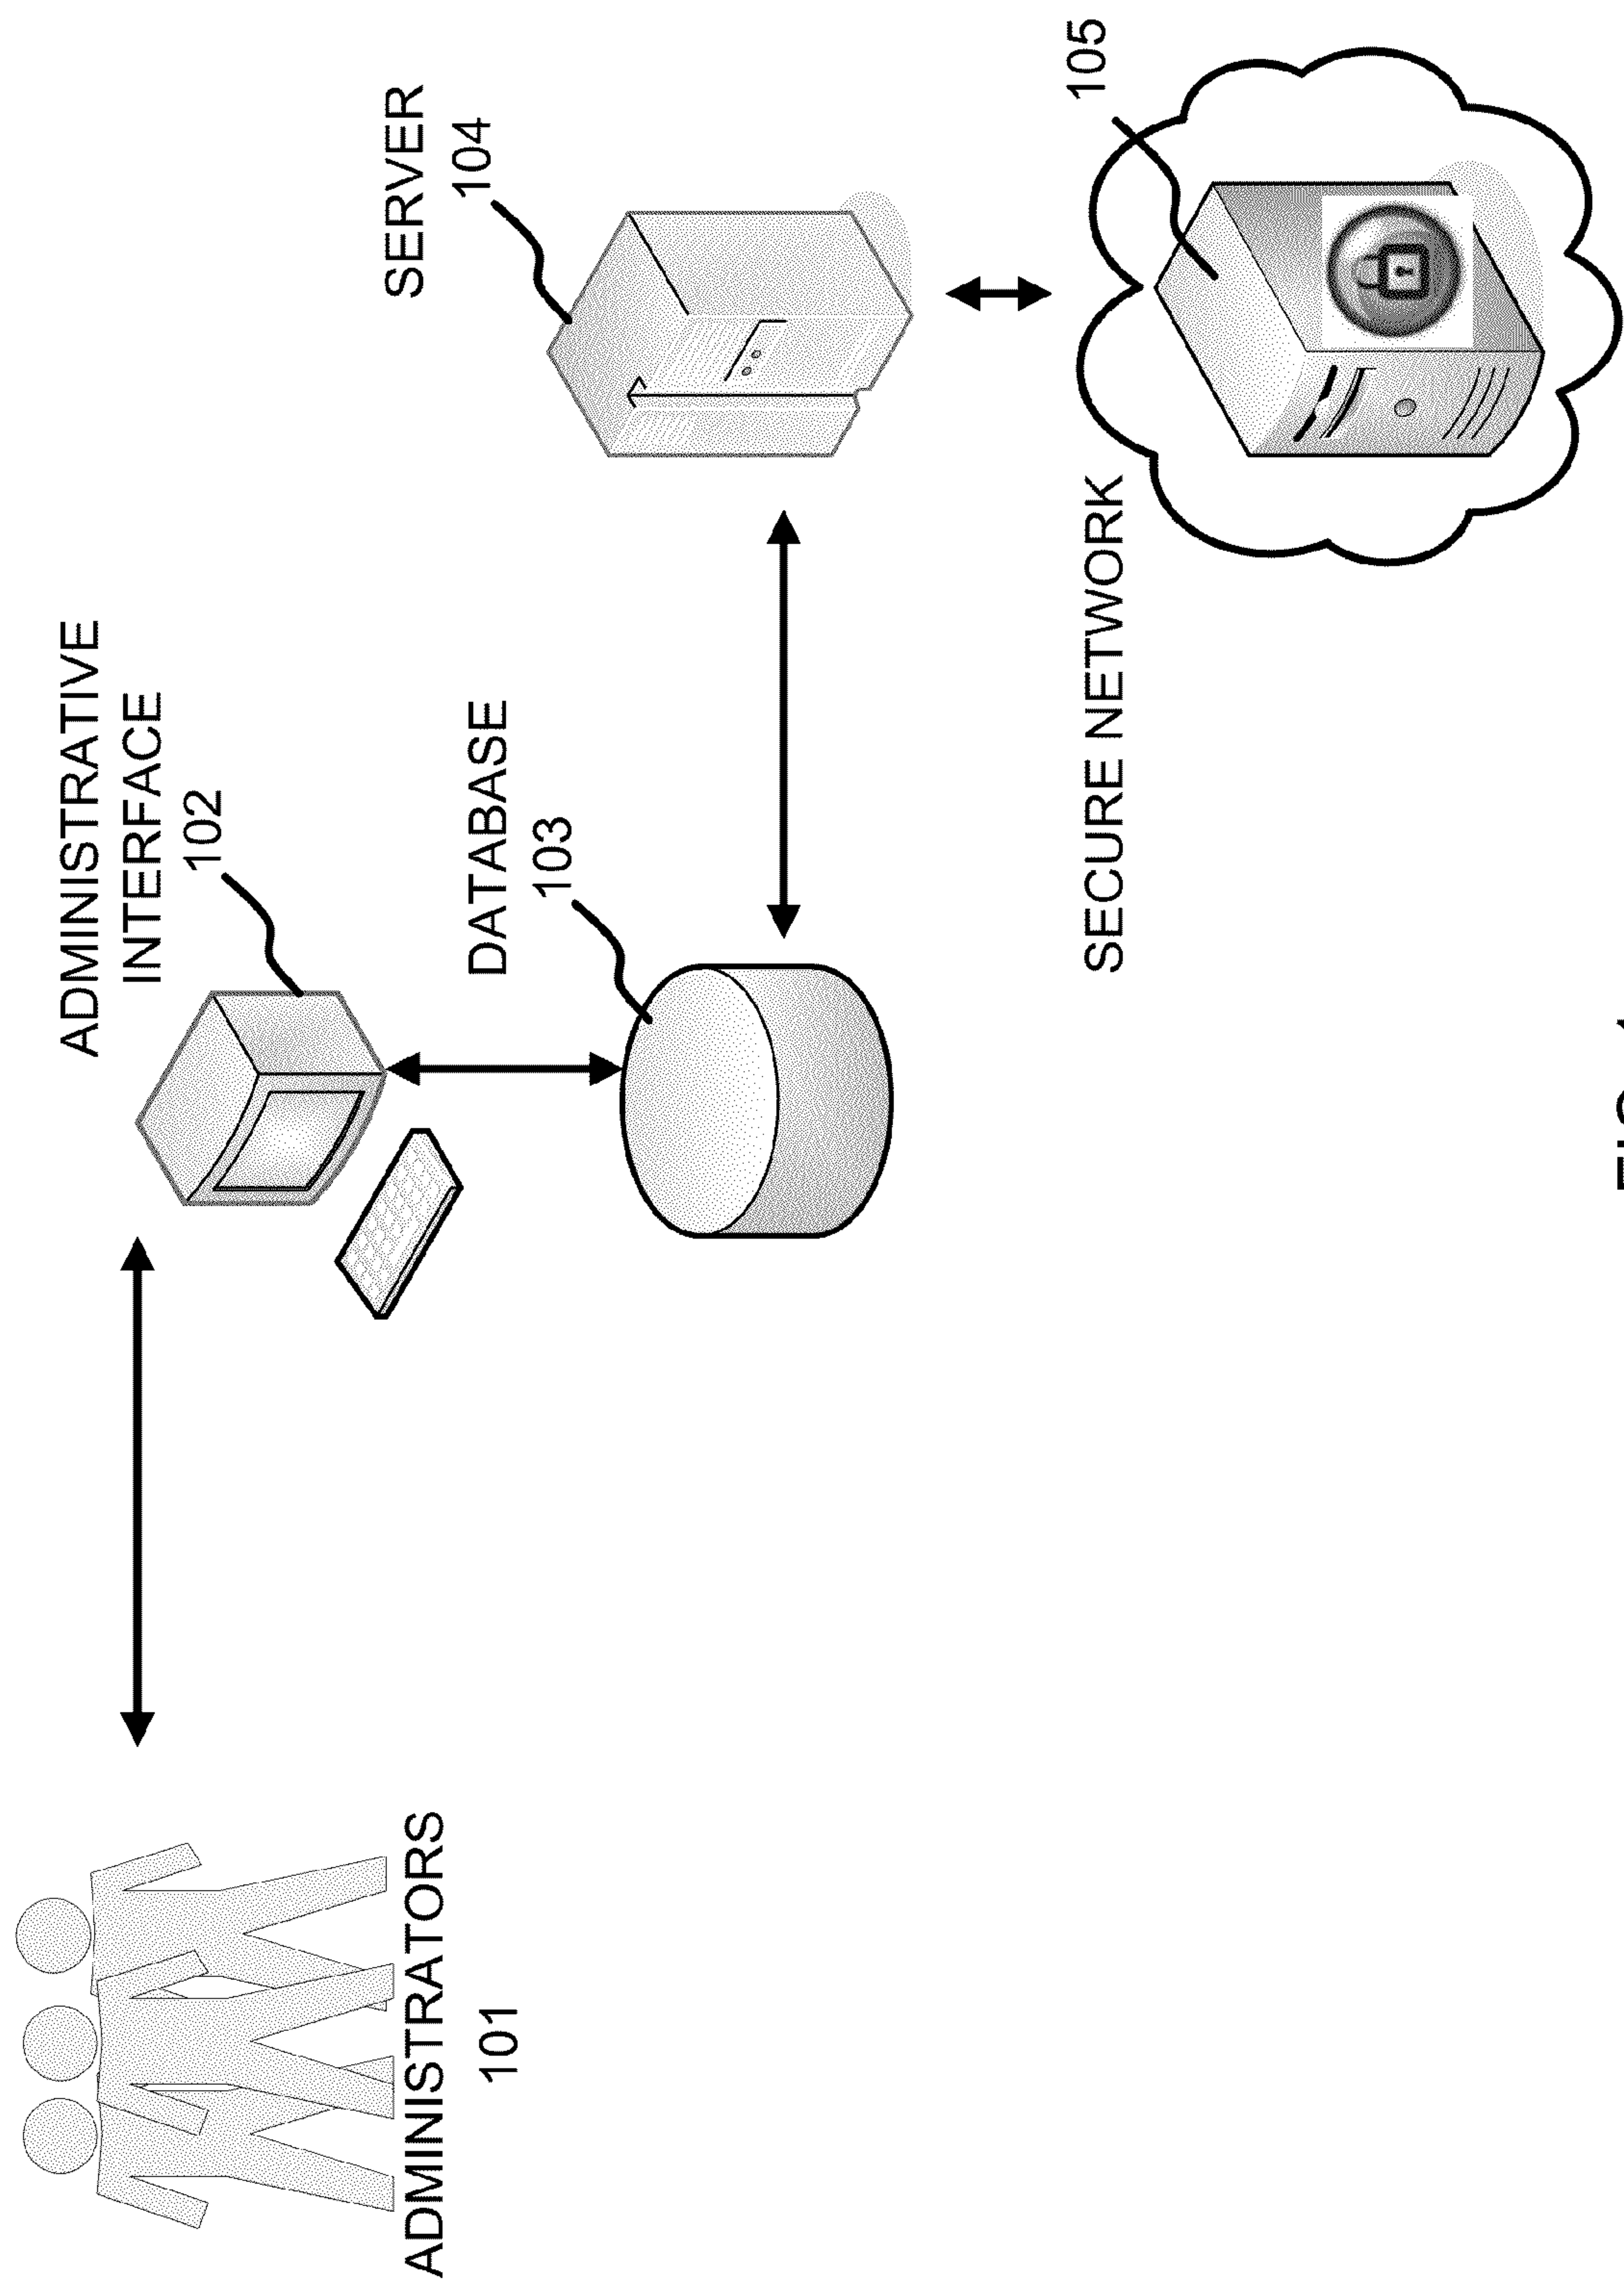 ADMINISTRATORS
101
ADMINISTRATIVE
INTERFACE
102
DATABASE
103
SERVER
104
SECURE NETWORK
105